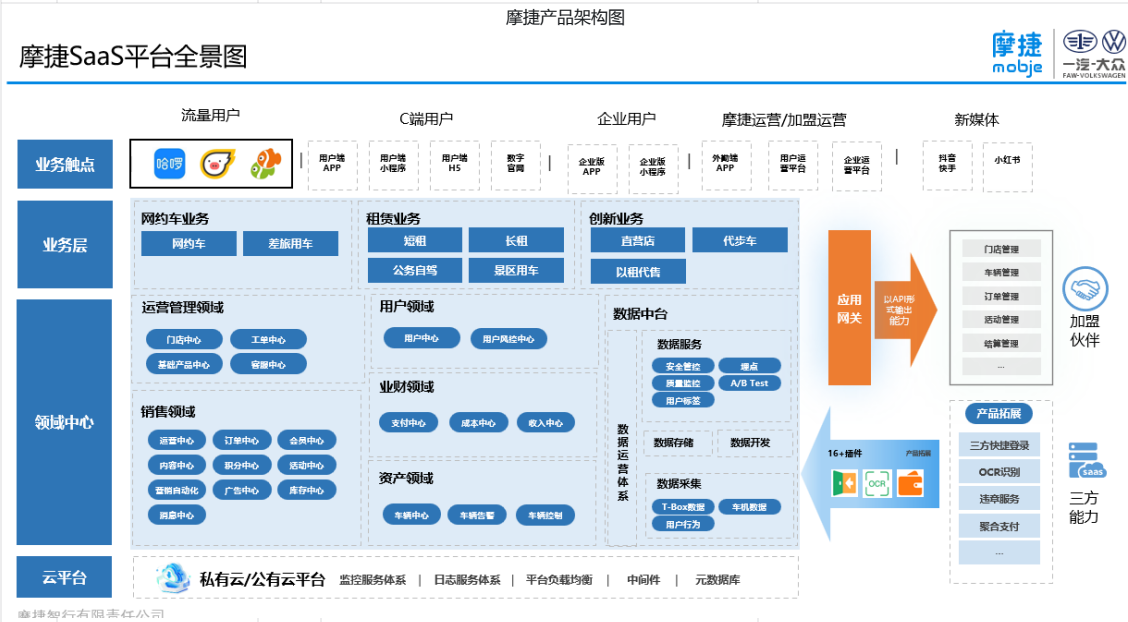 摩捷产品架构图
摩捷SaaS平台全景图
摩捷
mobje
一汽-大众
FAW-VOLKSWAGEN
流量用户
C端用户
企业用户
摩捷运营/加盟运营
新媒体
业务触点
哈啰
用户端
APP
用户端
小程序
用户端
H5
数字
官网
企业版
APP
企业版
小程序
外勤端
APP
用户运
营平台
企业运
营平台
抖音
快手
小红书
业务层
网约车业务
网约车
差旅用车
租赁业务
短租
长租
公务自驾
景区用车
创新业务
直营店
代步车
以租代售
领域中心
运营管理领域
门店中心
工单中心
基础产品中心
客服中心
销售领域
运营中心
订单中心
会员中心
内容中心
积分中心
活动中心
营销自动化
广告中心
库存中心
消息中心
用户领域
用户中心
用户风控中心
业财领域
支付中心
成本中心
收入中心
资产领域
车辆中心
车辆告警
车辆控制
数据中台
数据运营体系
数据服务
安全管控
埋点
质量监控
A/B Test
用户标签
数据存储
数据开发
数据采集
T-Box数据
车机数据
用户行为
应用
网关
以API形
式输出
能力
门店管理
车辆管理
订单管理
活动管理
结算管理
...
加盟
伙伴
16+插件
产品拓展
OCR
产品拓展
三方快捷登录
OCR识别
违章服务
聚合支付
...
saas
三方
能力
云平台
私有云/公有云平台
监控服务体系 | 日志服务体系 | 平台负载均衡 | 中间件 | 元数据库
摩捷智行有限责任公司